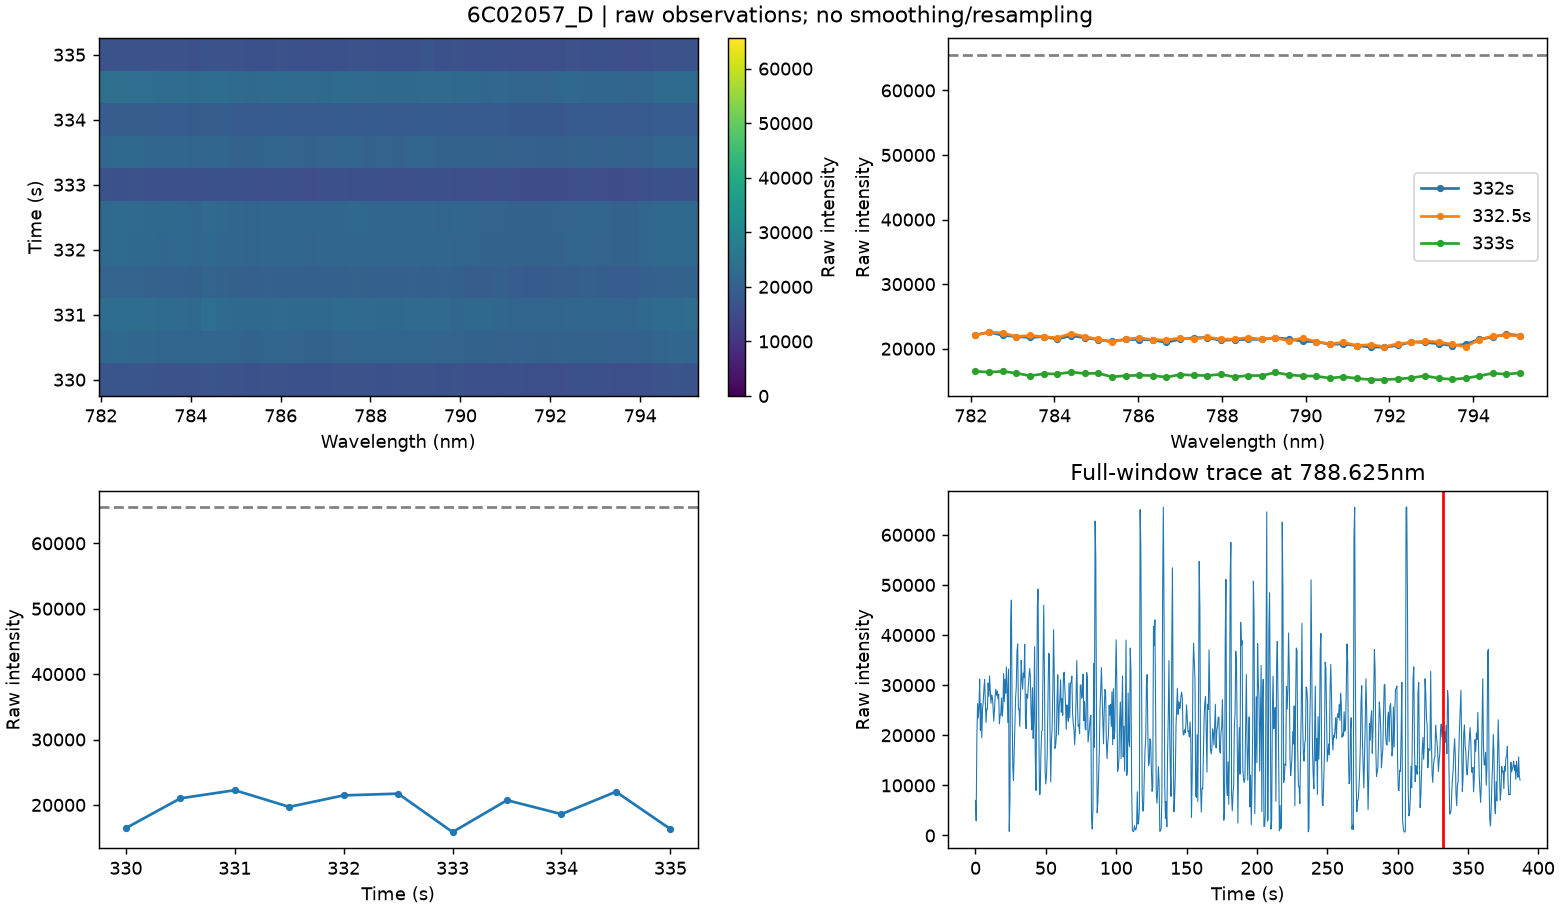 6C02057_D | raw observations; no smoothing/resampling
335
334
333
332
331
330
Time (s)
782 784 786 788 790 792 794
Wavelength (nm)
60000
50000
40000
30000
20000
10000
0
Raw intensity
60000
50000
40000
30000
20000
Raw intensity
332s
332.5s
333s
782 784 786 788 790 792 794
Wavelength (nm)
60000
50000
40000
30000
20000
Raw intensity
330 331 332 333 334 335
Time (s)
Full-window trace at 788.625nm
60000
50000
40000
30000
20000
10000
0
Raw intensity
0 50 100 150 200 250 300 350 400
Time (s)